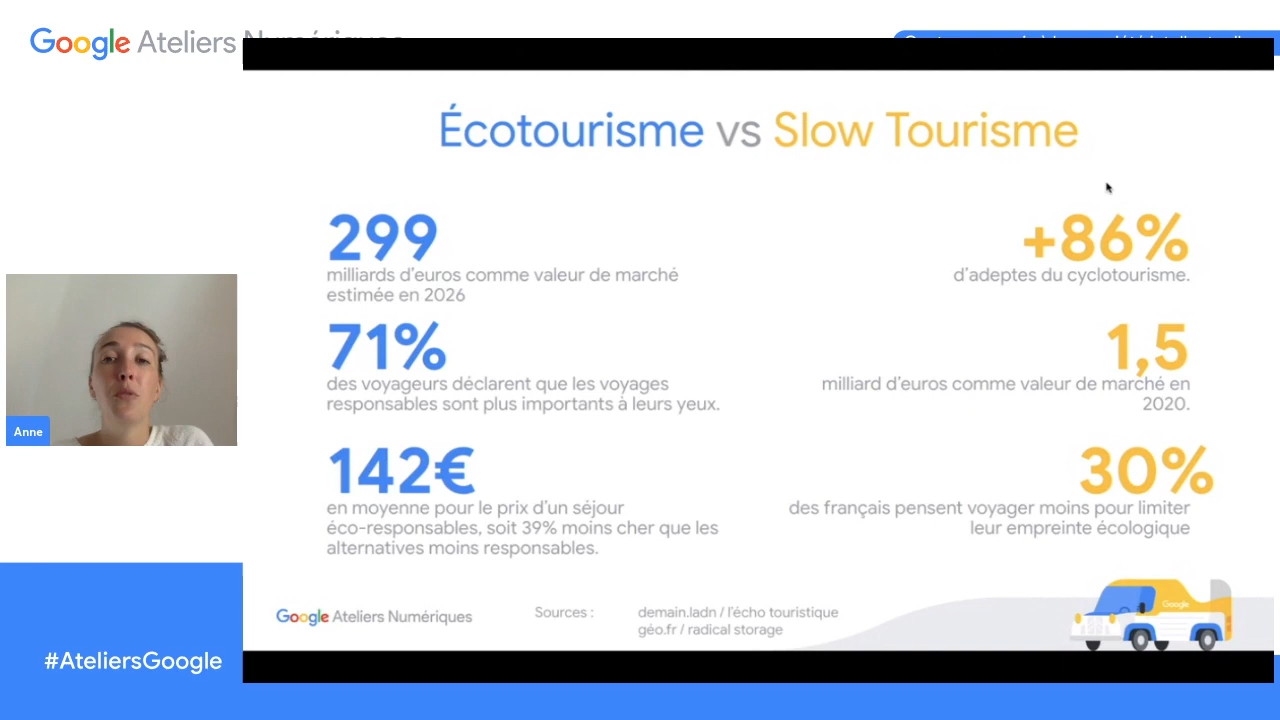 Google Ateliers
Écotourisme vs Slow Tourisme
299
milliards d'euros comme valeur de marché
estimée en 2026
+86%
d'adeptes du cyclotourisme.
71%
des voyageurs déclarent que les voyages
responsables sont plus importants à leurs yeux.
1,5
milliard d'euros comme valeur de marché en
2020.
142€
en moyenne pour le prix d'un séjour
éco-responsables, soit 39% moins cher que les
alternatives moins responsables.
30%
des français pensent voyager moins pour limiter
leur empreinte écologique
Anne
Google
Google Ateliers Numériques
Sources :
demain.ladn / l'écho touristique
géo.fr / radical storage
#AteliersGoogle